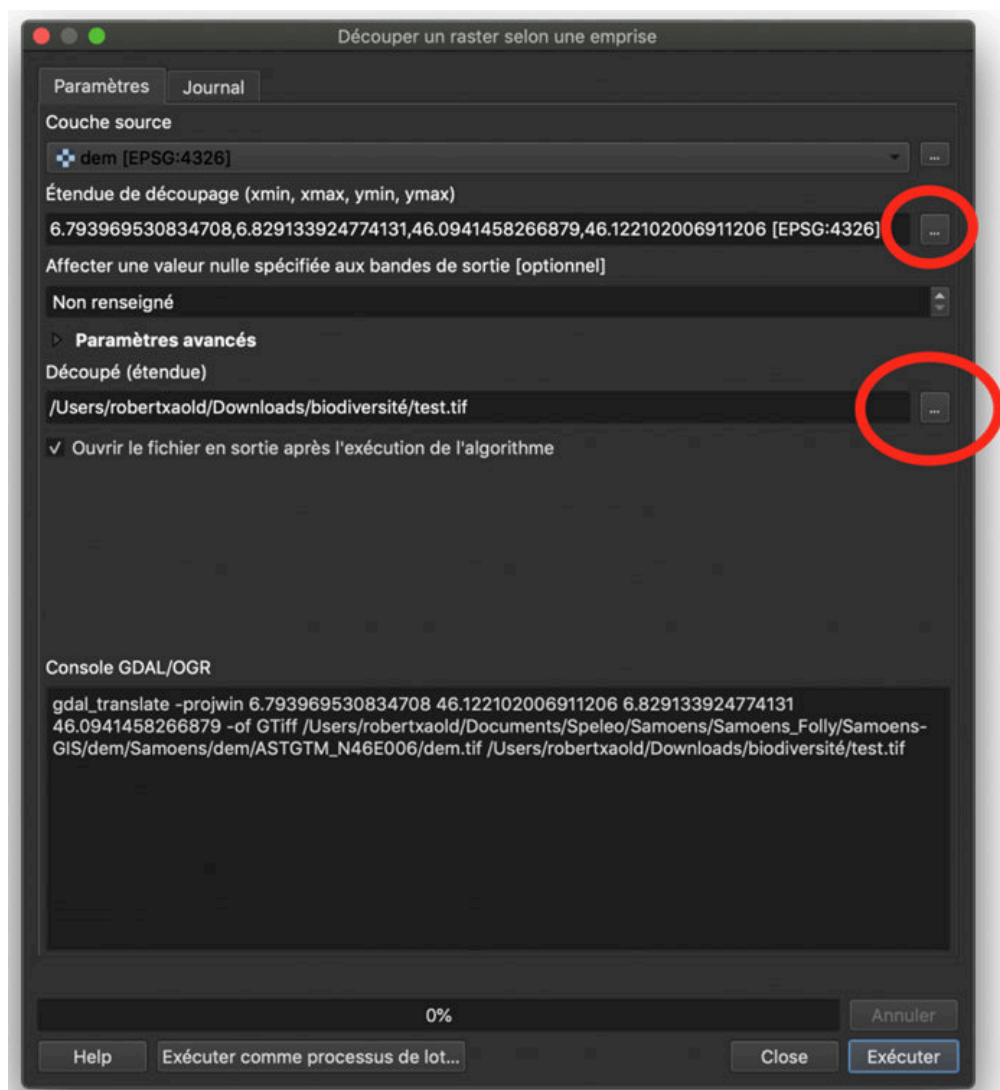 Découper un raster selon une emprise
Paramètres
Journal
Couche source
dem [EPSG:4326]
...
Étendue de découpage (xmin, xmax, ymin, ymax)
6.793969530834708,6.829133924774131,46.0941458266879,46.122102006911206 [EPSG:4326]
...
Affecter une valeur nulle spécifiée aux bandes de sortie [optionnel]
Non renseigné
Paramètres avancés
Découpé (étendue)
/Users/robertxaold/Downloads/biodiversité/test.tif
...
✓ Ouvrir le fichier en sortie après l'exécution de l'algorithme
Console GDAL/OGR
gdal_translate -projwin 6.793969530834708 46.122102006911206 6.829133924774131
46.0941458266879 -of GTiff /Users/robertxaold/Documents/Speleo/Samoens/Samoens_Folly/Samoens-
GIS/dem/Samoens/dem/ASTGTM_N46E006/dem.tif /Users/robertxaold/Downloads/biodiversité/test.tif
0%
Annuler
Help
Exécuter comme processus de lot...
Close
Exécuter